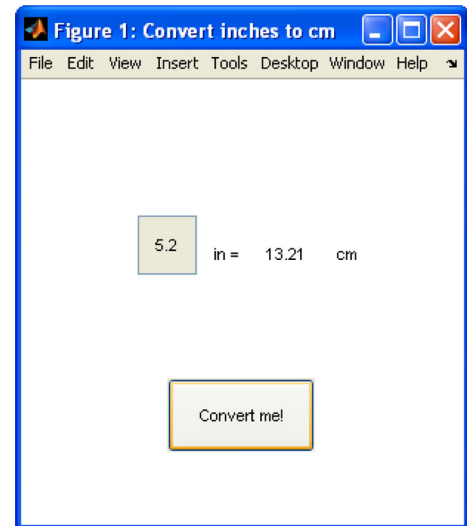 Figure 1: Convert inches to cm
File Edit View Insert Tools Desktop Window Help
5.2 in = 13.21 cm
Convert me!